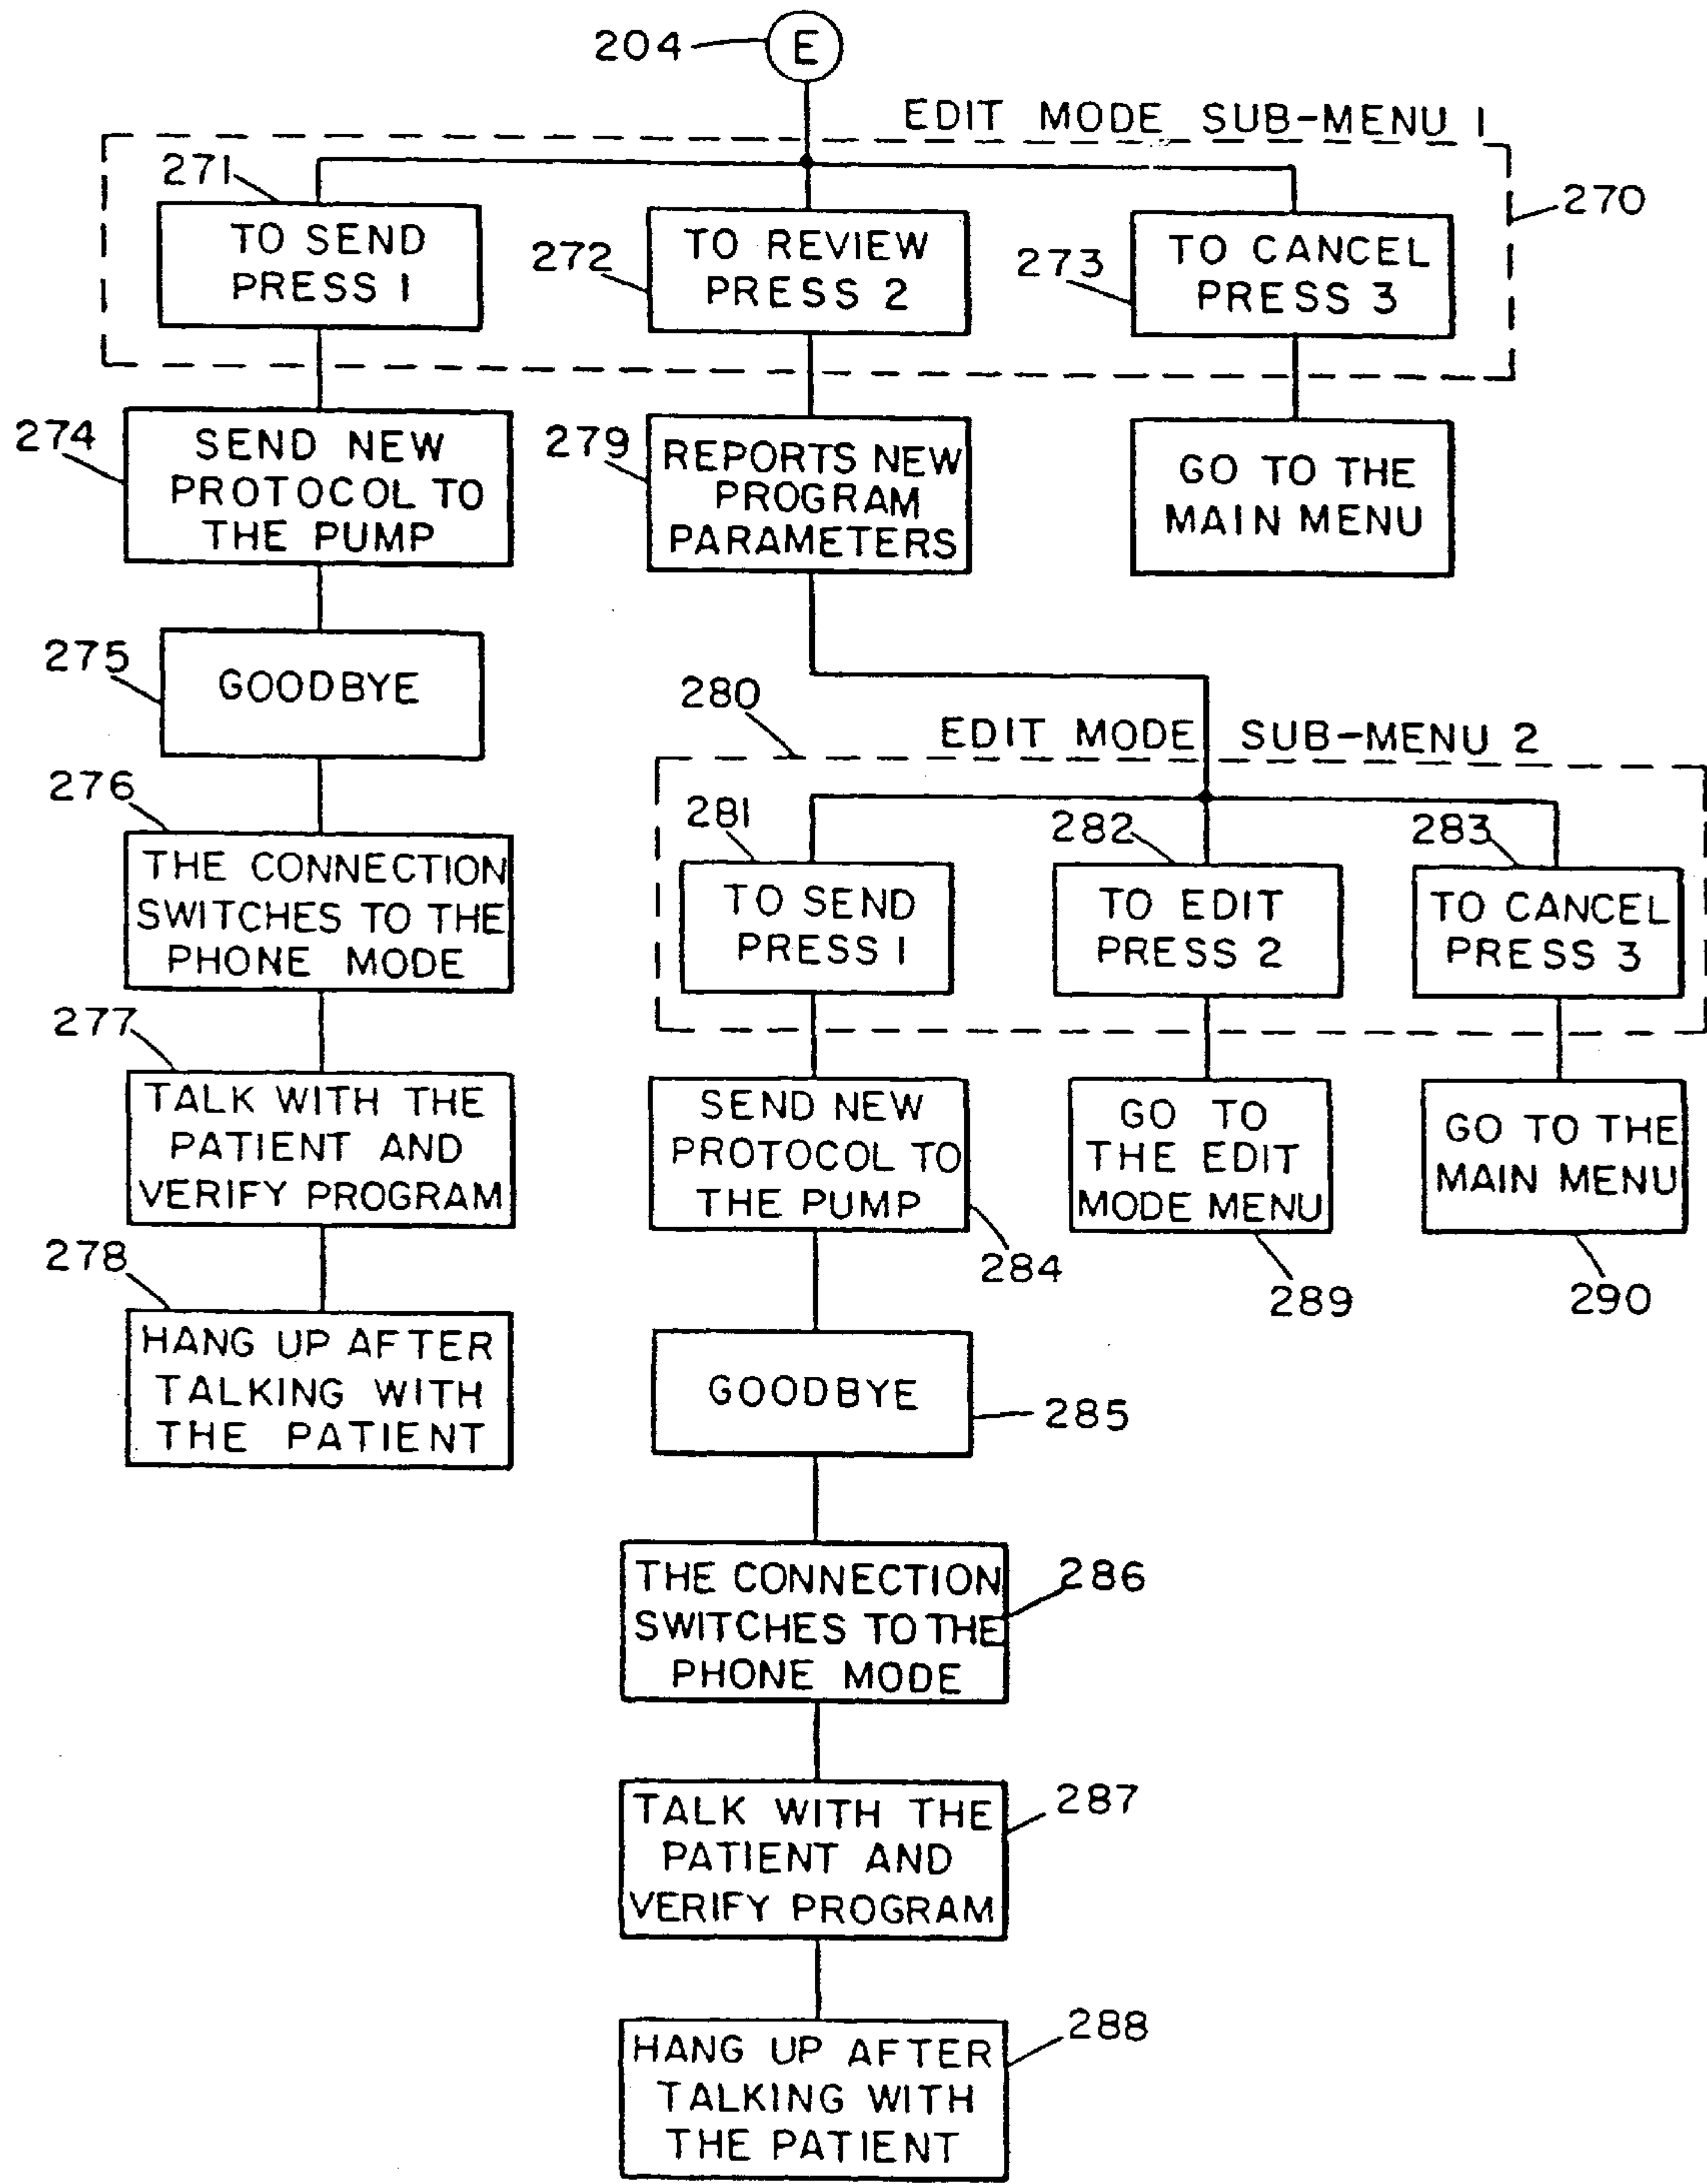 204
E
EDIT MODE SUB-MENU 1
270
271
TO SEND
PRESS 1
272
TO REVIEW
PRESS 2
273
TO CANCEL
PRESS 3
274
SEND NEW
PROTOCOL TO
THE PUMP
279
REPORTS NEW
PROGRAM
PARAMETERS
GO TO THE
MAIN MENU
275
GOODBYE
276
THE CONNECTION
SWITCHES TO THE
PHONE MODE
277
TALK WITH THE
PATIENT AND
VERIFY PROGRAM
278
HANG UP AFTER
TALKING WITH
THE PATIENT
280
EDIT MODE SUB-MENU 2
281
TO SEND
PRESS 1
282
TO EDIT
PRESS 2
283
TO CANCEL
PRESS 3
SEND NEW
PROTOCOL TO
THE PUMP
284
GO TO
THE EDIT
MODE MENU
289
GO TO THE
MAIN MENU
290
GOODBYE
285
THE CONNECTION
SWITCHES TO THE
PHONE MODE
286
TALK WITH THE
PATIENT AND
VERIFY PROGRAM
287
HANG UP AFTER
TALKING WITH
THE PATIENT
288